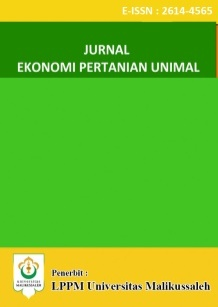 E-ISSN : 2614-4565
JURNAL
EKONOMI PERTANIAN UNIMAL
Penerbit :
LPPM Universitas Malikussaleh